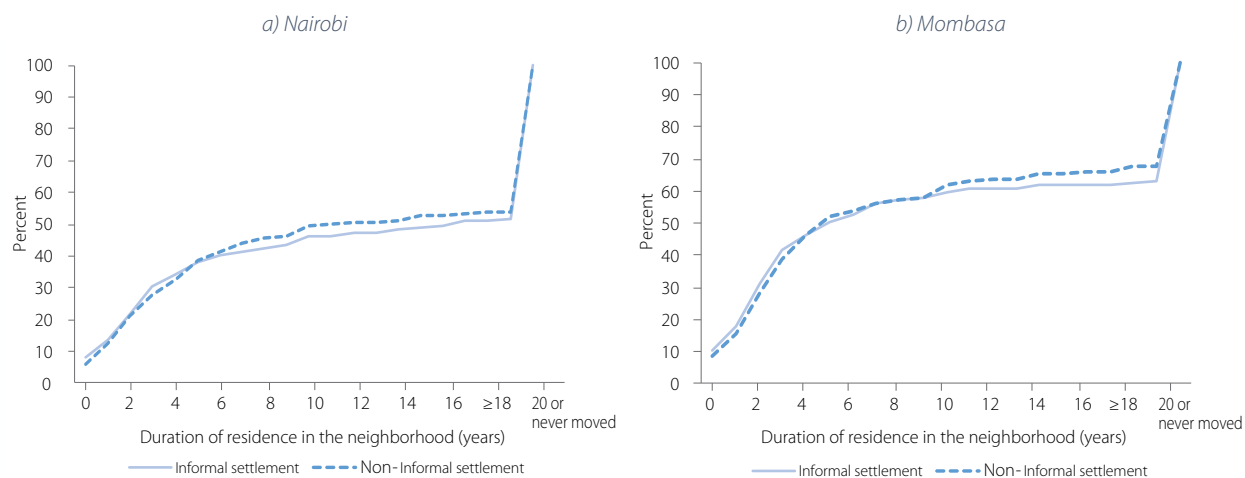 a) Nairobi
100
90
80
70
60
50
40
30
20
10
0
Percent
0 2 4 6 8 10 12 14 16 ≥18 20 or
never moved
Duration of residence in the neighborhood (years)
Informal settlement Non- Informal settlement
b) Mombasa
100
90
80
70
60
50
40
30
20
10
0
Percent
0 2 4 6 8 10 12 14 16 ≥18 20 or
never moved
Duration of residence in the neighborhood (years)
Informal settlement Non- Informal settlement